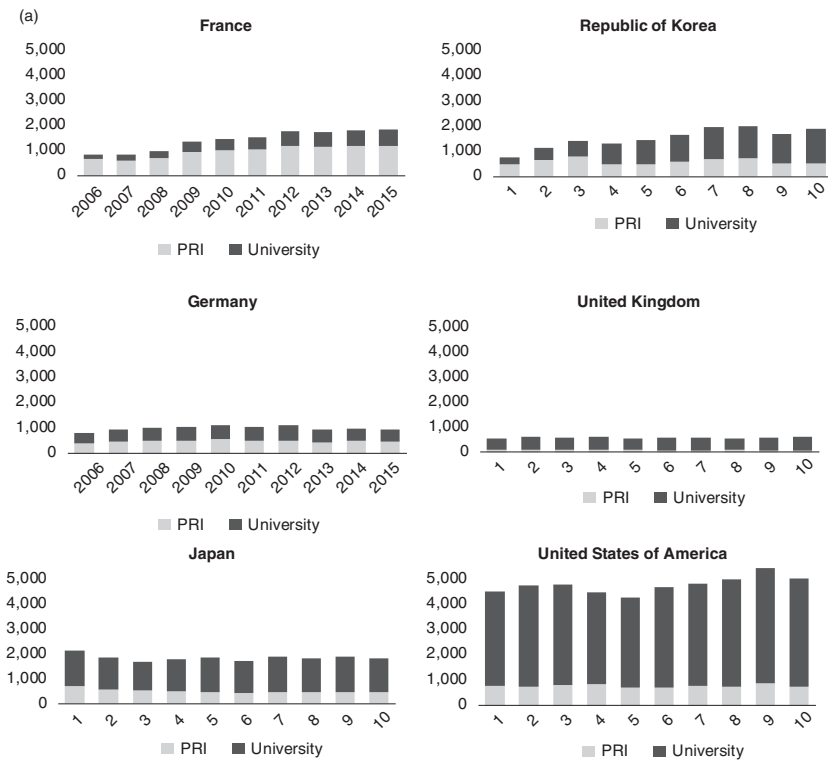 (a)
France
5,000
4,000
3,000
2,000
1,000
0
2006 2007 2008 2009 2010 2011 2012 2013 2014 2015
PRI University
Republic of Korea
5,000
4,000
3,000
2,000
1,000
0
1 2 3 4 5 6 7 8 9 10
PRI University
Germany
5,000
4,000
3,000
2,000
1,000
0
2006 2007 2008 2009 2010 2011 2012 2013 2014 2015
PRI University
United Kingdom
5,000
4,000
3,000
2,000
1,000
0
1 2 3 4 5 6 7 8 9 10
PRI University
Japan
5,000
4,000
3,000
2,000
1,000
0
1 2 3 4 5 6 7 8 9 10
PRI University
United States of America
5,000
4,000
3,000
2,000
1,000
0
1 2 3 4 5 6 7 8 9 10
PRI University